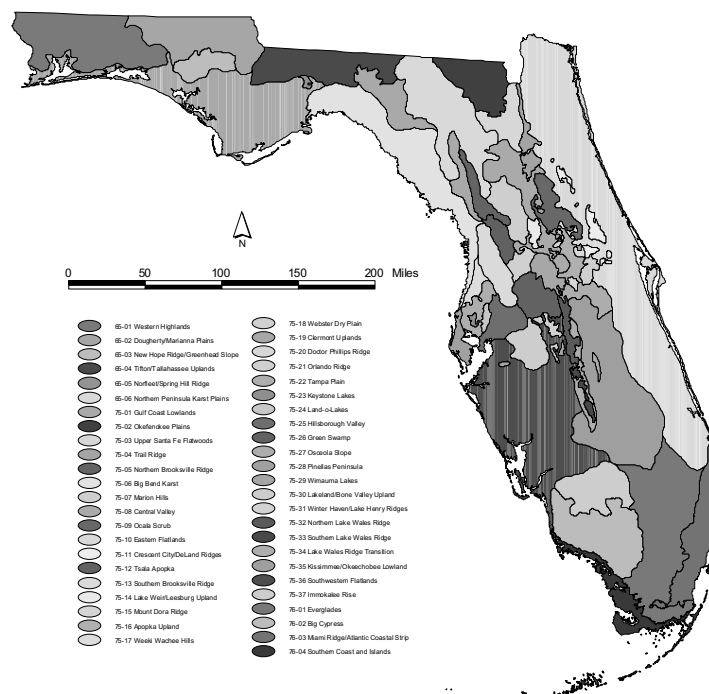 N
0 50 100 150 200 Miles
65-01 Western Highlands
65-02 Dougherty/Marianna Plains
65-03 New Hope Ridge/Greenhead Slope
65-04 Tifton/Tallahassee Uplands
65-05 Norfleet/Spring Hill Ridge
65-06 Northern Peninsula Karst Plains
75-01 Gulf Coast Lowlands
75-02 Okefenokee Plains
75-03 Upper Santa Fe Flatwoods
75-04 Trail Ridge
75-05 Northern Brooksville Ridge
75-06 Big Bend Karst
75-07 Marion Hills
75-08 Central Valley
75-09 Ocala Scrub
75-10 Eastern Flatlands
75-11 Crescent City/DeLand Ridges
75-12 Tsala Apopka
75-13 Southern Brooksville Ridge
75-14 Lake Weir/Leesburg Upland
75-15 Mount Dora Ridge
75-16 Apopka Upland
75-17 Weeki Wachee Hills
75-18 Webster Dry Plain
75-19 Clermont Uplands
75-20 Doctor Phillips Ridge
75-21 Orlando Ridge
75-22 Tampa Plain
75-23 Keystone Lakes
75-24 Land-o-Lakes
75-25 Hillsborough Valley
75-26 Green Swamp
75-27 Osceola Slope
75-28 Pinellas Peninsula
75-29 Wimauma Lakes
75-30 Lakeland/Bone Valley Upland
75-31 Winter Haven/Lake Henry Ridges
75-32 Northern Lake Wales Ridge
75-33 Southern Lake Wales Ridge
75-34 Lake Wales Ridge Transition
75-35 Kissimmee/Okeechobee Lowland
75-36 Southwestern Flatlands
75-37 Immokalee Rise
76-01 Everglades
76-02 Big Cypress
76-03 Miami Ridge/Atlantic Coastal Strip
76-04 Southern Coast and Islands